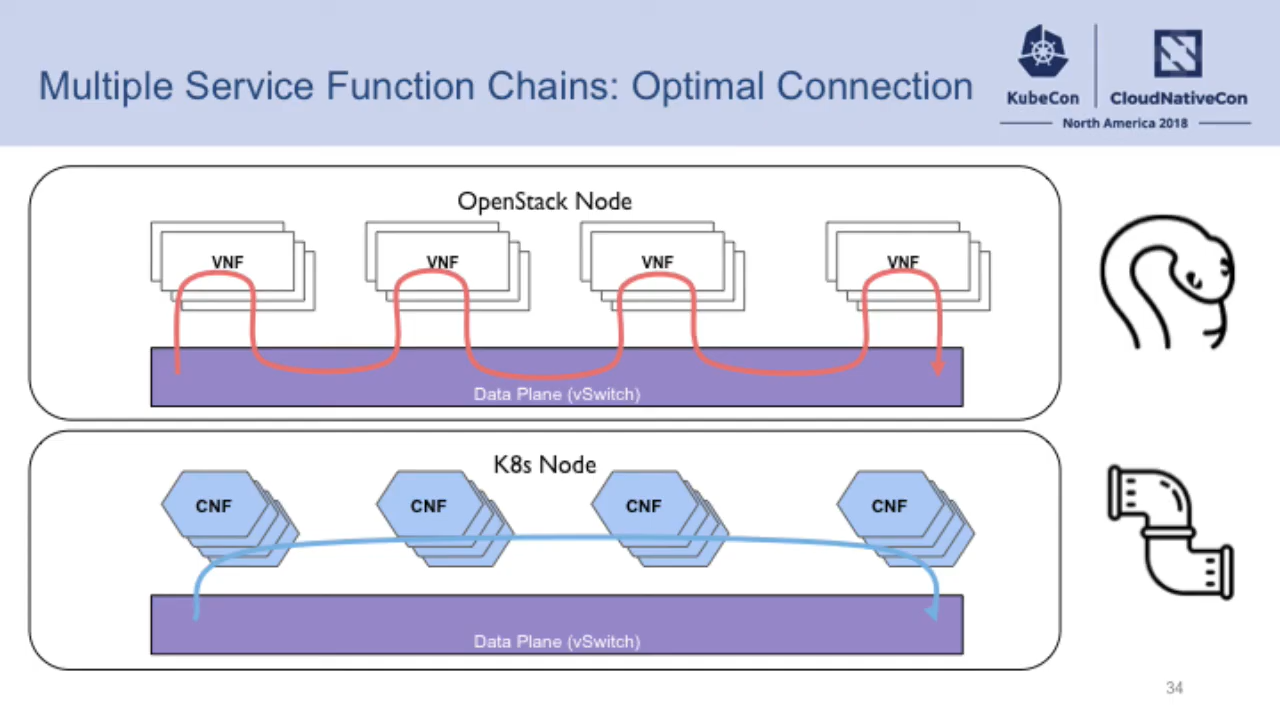 Multiple Service Function Chains: Optimal Connection
KubeCon
CloudNativeCon
North America 2018
OpenStack Node
VNF
VNF
VNF
VNF
Data Plane (vSwitch)
K8s Node
CNF
CNF
CNF
CNF
Data Plane (vSwitch)
34